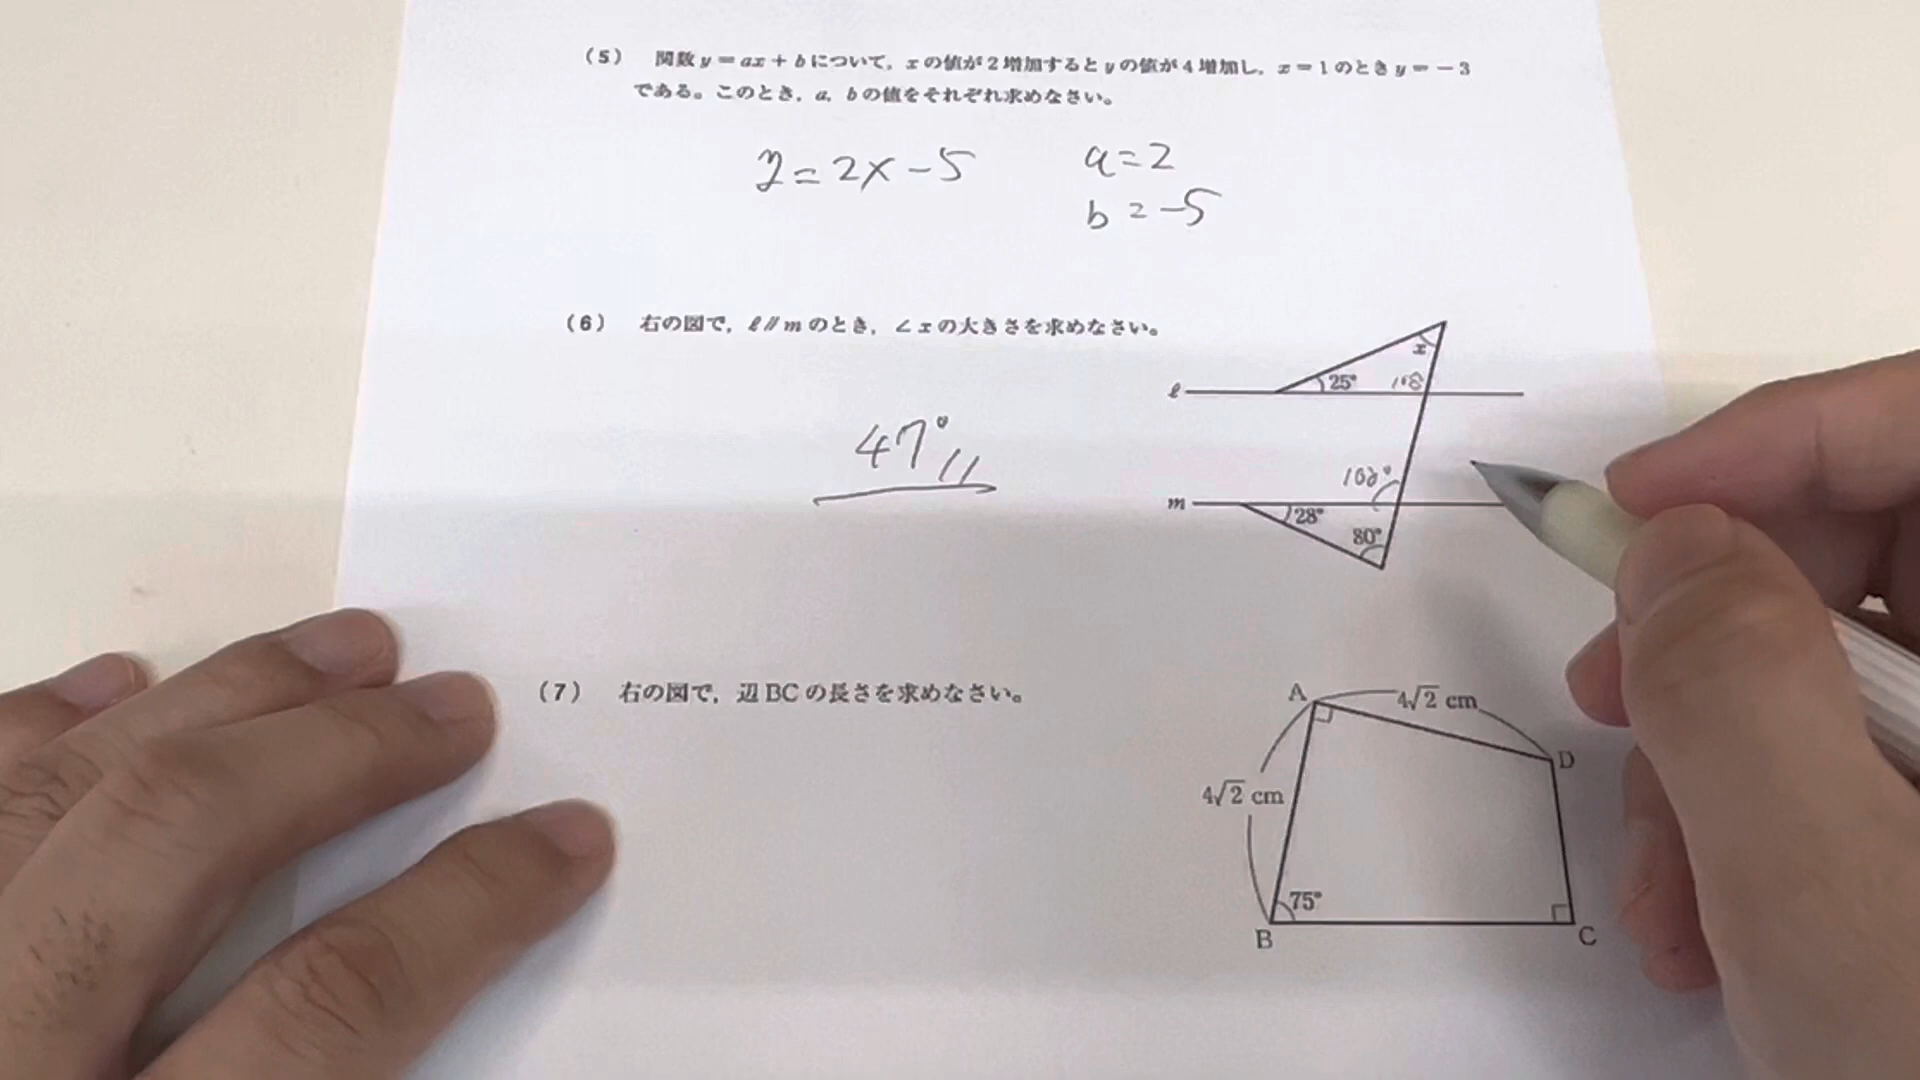 (5) 関数 y = ax + b について, x の値が2増加すると y の値が4増加し, x = 1 のとき y = − 3
である。このとき, a, b の値をそれぞれ求めなさい。
y = 2x − 5
a = 2
b = −5
(6) 右の図で, ℓ // m のとき, ∠x の大きさを求めなさい。
x
25°
108
ℓ
47°
108°
m
28°
80°
(7) 右の図で, 辺BCの長さを求めなさい。
A
4√2 cm
D
4√2 cm
75°
B
C